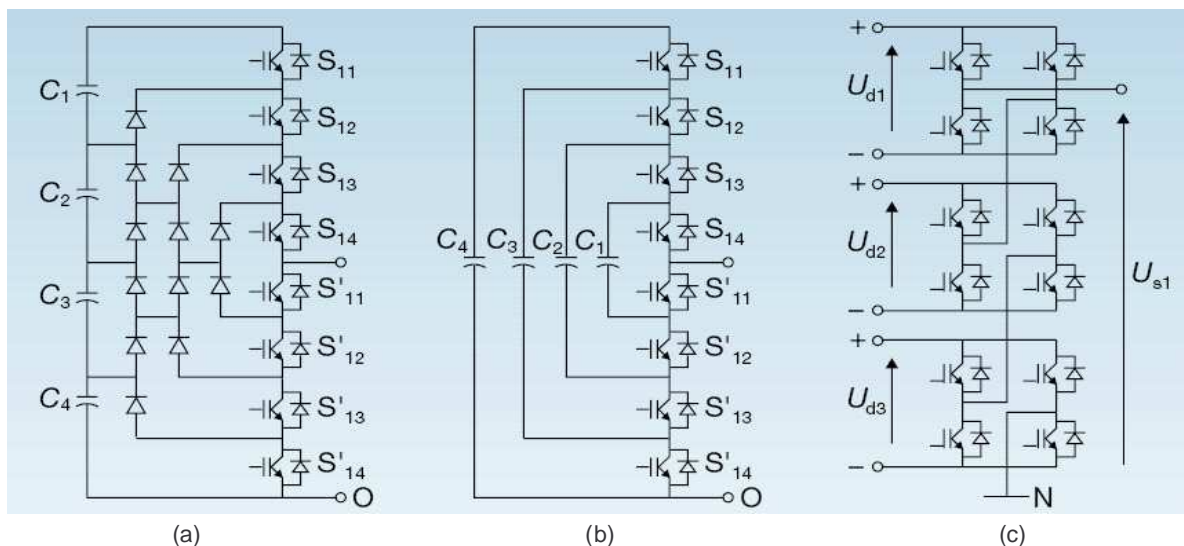 C1
C2
C3
C4
S11
S12
S13
S14
S'11
S'12
S'13
S'14
O
(a)
C4 C3 C2 C1
S11
S12
S13
S14
S'11
S'12
S'13
S'14
O
(b)
+
Ud1
−
+
Ud2
−
+
Ud3
−
Us1
N
(c)